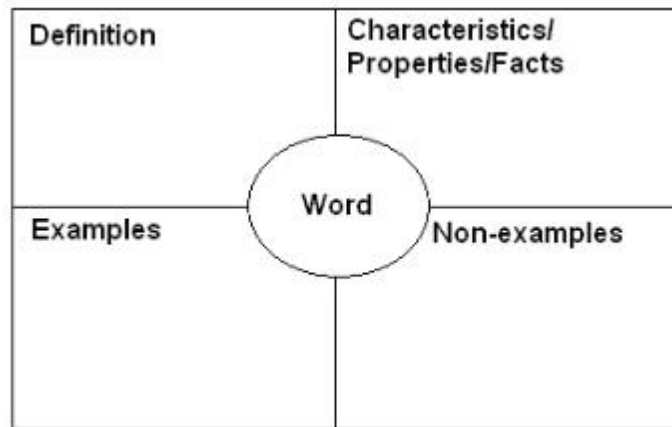 Definition
Characteristics/
Properties/Facts
Word
Examples
Non-examples